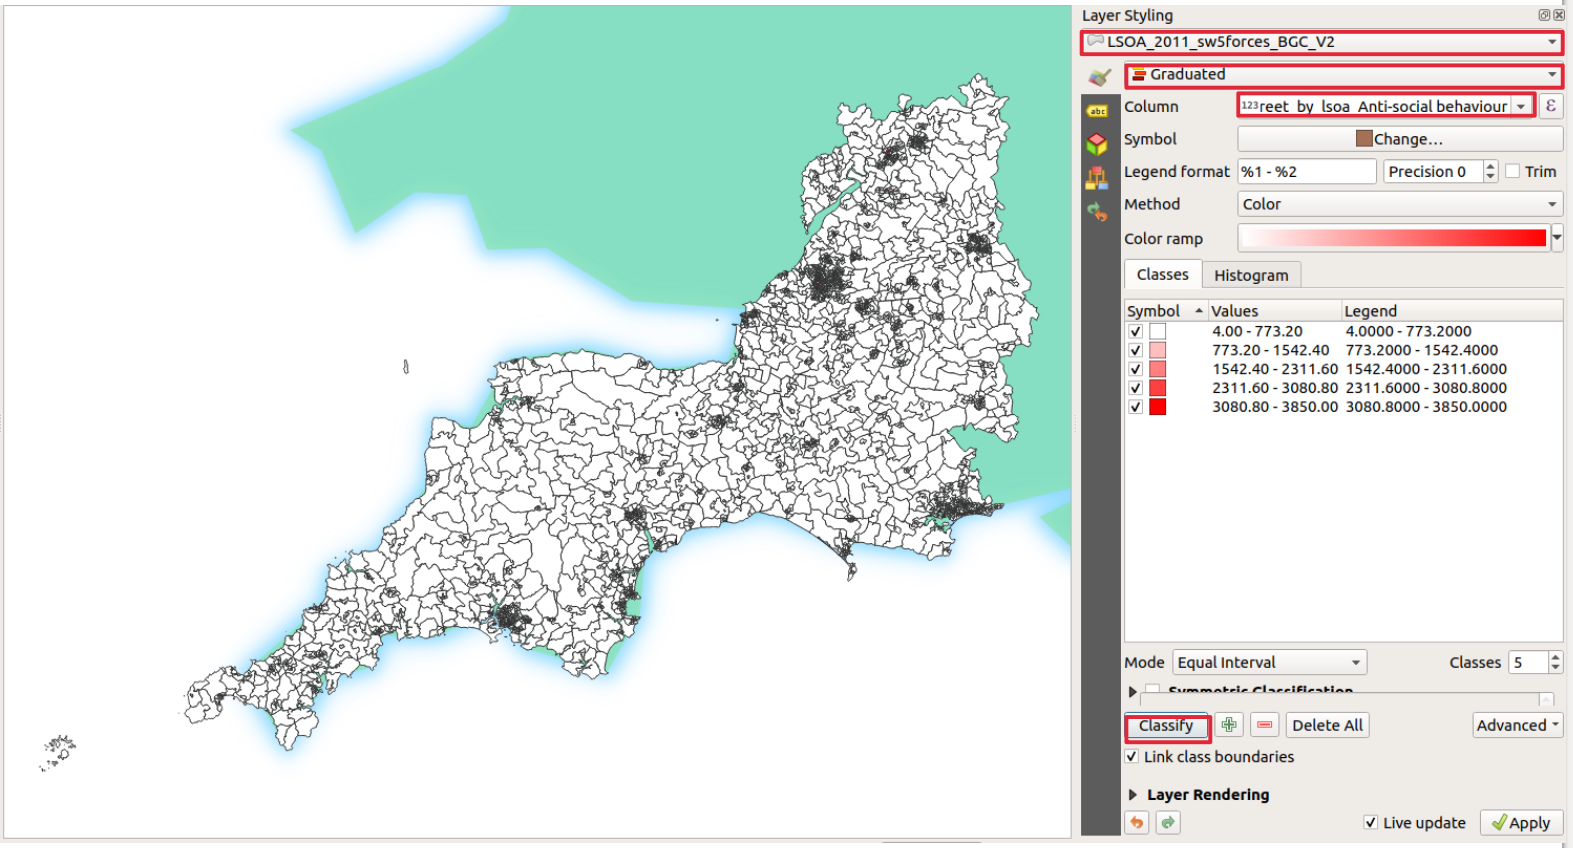 Layer Styling
LSOA_2011_sw5forces_BGC_V2
Graduated
abc
Column 123 reet_by_lsoa_Anti-social behaviour ε
Symbol Change...
Legend format %1 - %2 Precision 0 Trim
Method Color
Color ramp
Classes Histogram
Symbol Values Legend
4.00 - 773.20 4.0000 - 773.2000
773.20 - 1542.40 773.2000 - 1542.4000
1542.40 - 2311.60 1542.4000 - 2311.6000
2311.60 - 3080.80 2311.6000 - 3080.8000
3080.80 - 3850.00 3080.8000 - 3850.0000
Mode Equal Interval Classes 5
Symmetric Classification
Classify Delete All Advanced
Link class boundaries
Layer Rendering
Live update Apply